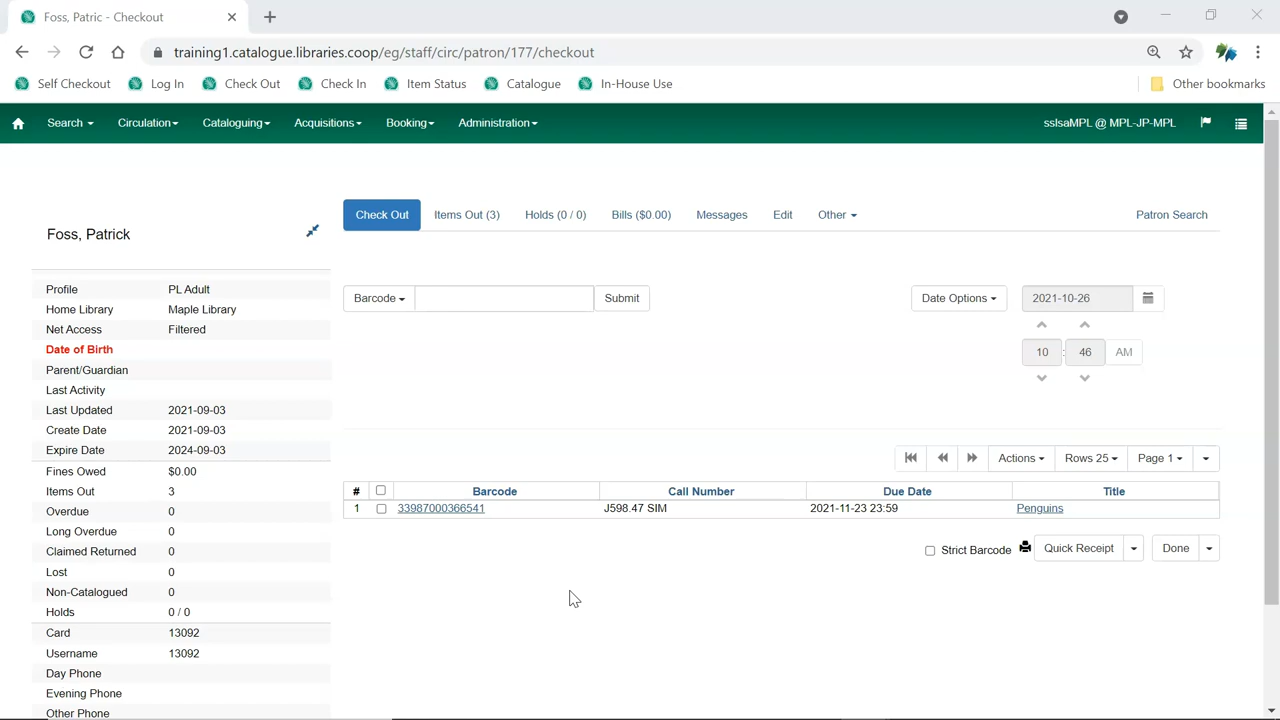 Foss, Patric - Checkout
training1.catalogue.libraries.coop/eg/staff/circ/patron/177/checkout
Self Checkout Log In Check Out Check In Item Status Catalogue In-House Use Other bookmarks
Search Circulation Cataloguing Acquisitions Booking Administration sslsaMPL @ MPL-JP-MPL
Check Out Items Out (3) Holds (0 / 0) Bills ($0.00) Messages Edit Other Patron Search
Foss, Patrick
Profile PL Adult
Home Library Maple Library
Net Access Filtered
Date of Birth
Parent/Guardian
Last Activity
Last Updated 2021-09-03
Create Date 2021-09-03
Expire Date 2024-09-03
Fines Owed $0.00
Items Out 3
Overdue 0
Long Overdue 0
Claimed Returned 0
Lost 0
Non-Catalogued 0
Holds 0 / 0
Card 13092
Username 13092
Day Phone
Evening Phone
Other Phone
Barcode Submit Date Options 2021-10-26
10 : 46 AM
Actions Rows 25 Page 1
# Barcode Call Number Due Date Title
1 33987000366541 J598.47 SIM 2021-11-23 23:59 Penguins
Strict Barcode Quick Receipt Done